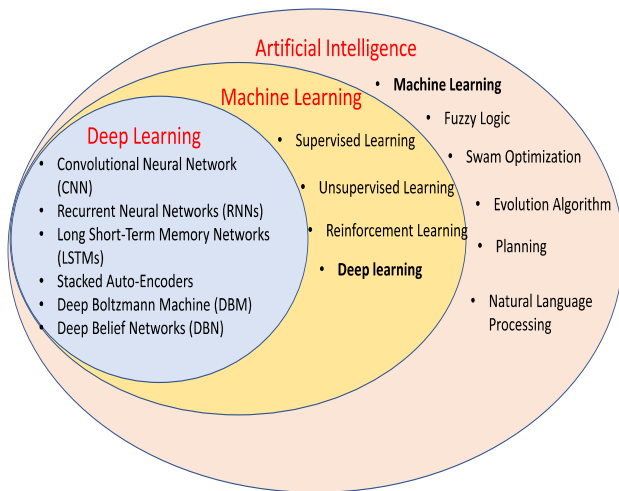 Artificial Intelligence
• Machine Learning
• Fuzzy Logic
• Swam Optimization
• Evolution Algorithm
• Planning
• Natural Language
Processing
Machine Learning
• Supervised Learning
• Unsupervised Learning
• Reinforcement Learning
• Deep learning
Deep Learning
• Convolutional Neural Network
(CNN)
• Recurrent Neural Networks (RNNs)
• Long Short-Term Memory Networks
(LSTMs)
• Stacked Auto-Encoders
• Deep Boltzmann Machine (DBM)
• Deep Belief Networks (DBN)